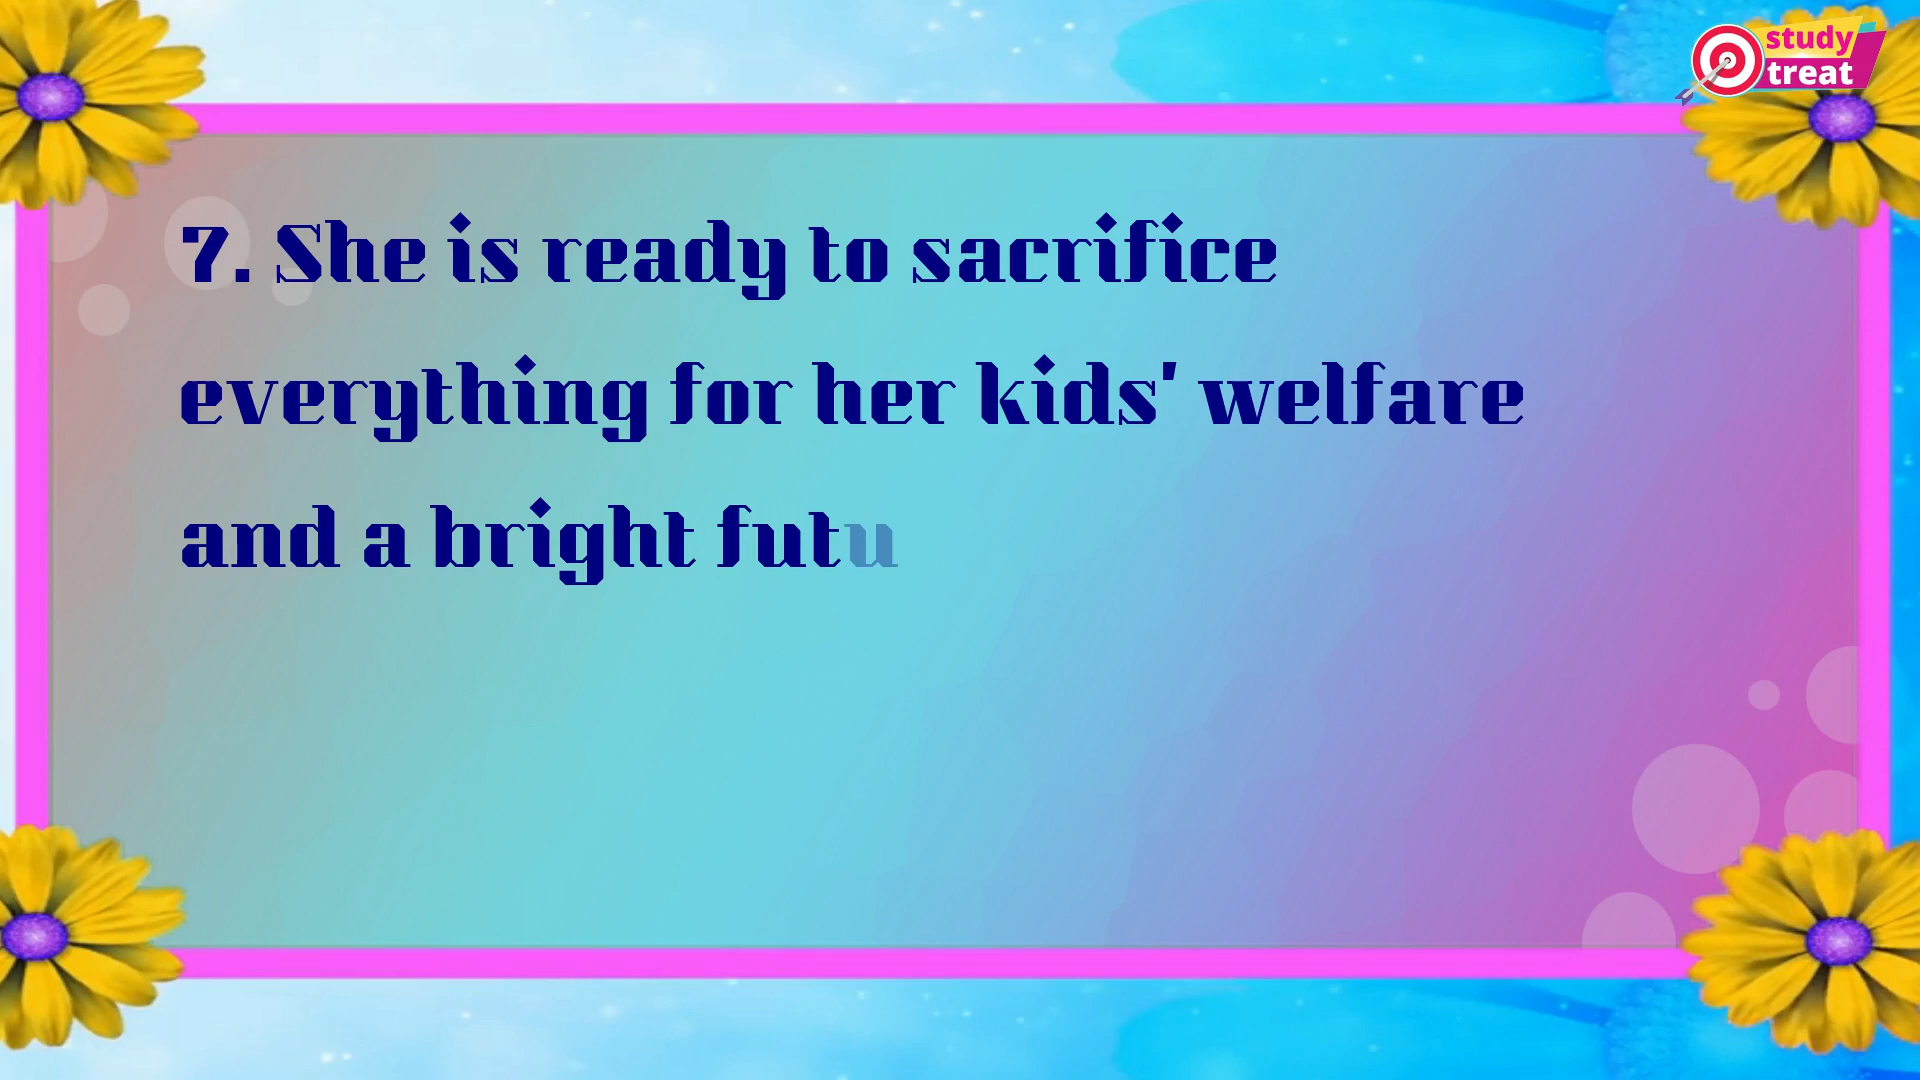 study
treat
7. She is ready to sacrifice
everything for her kids' welfare
and a bright futu